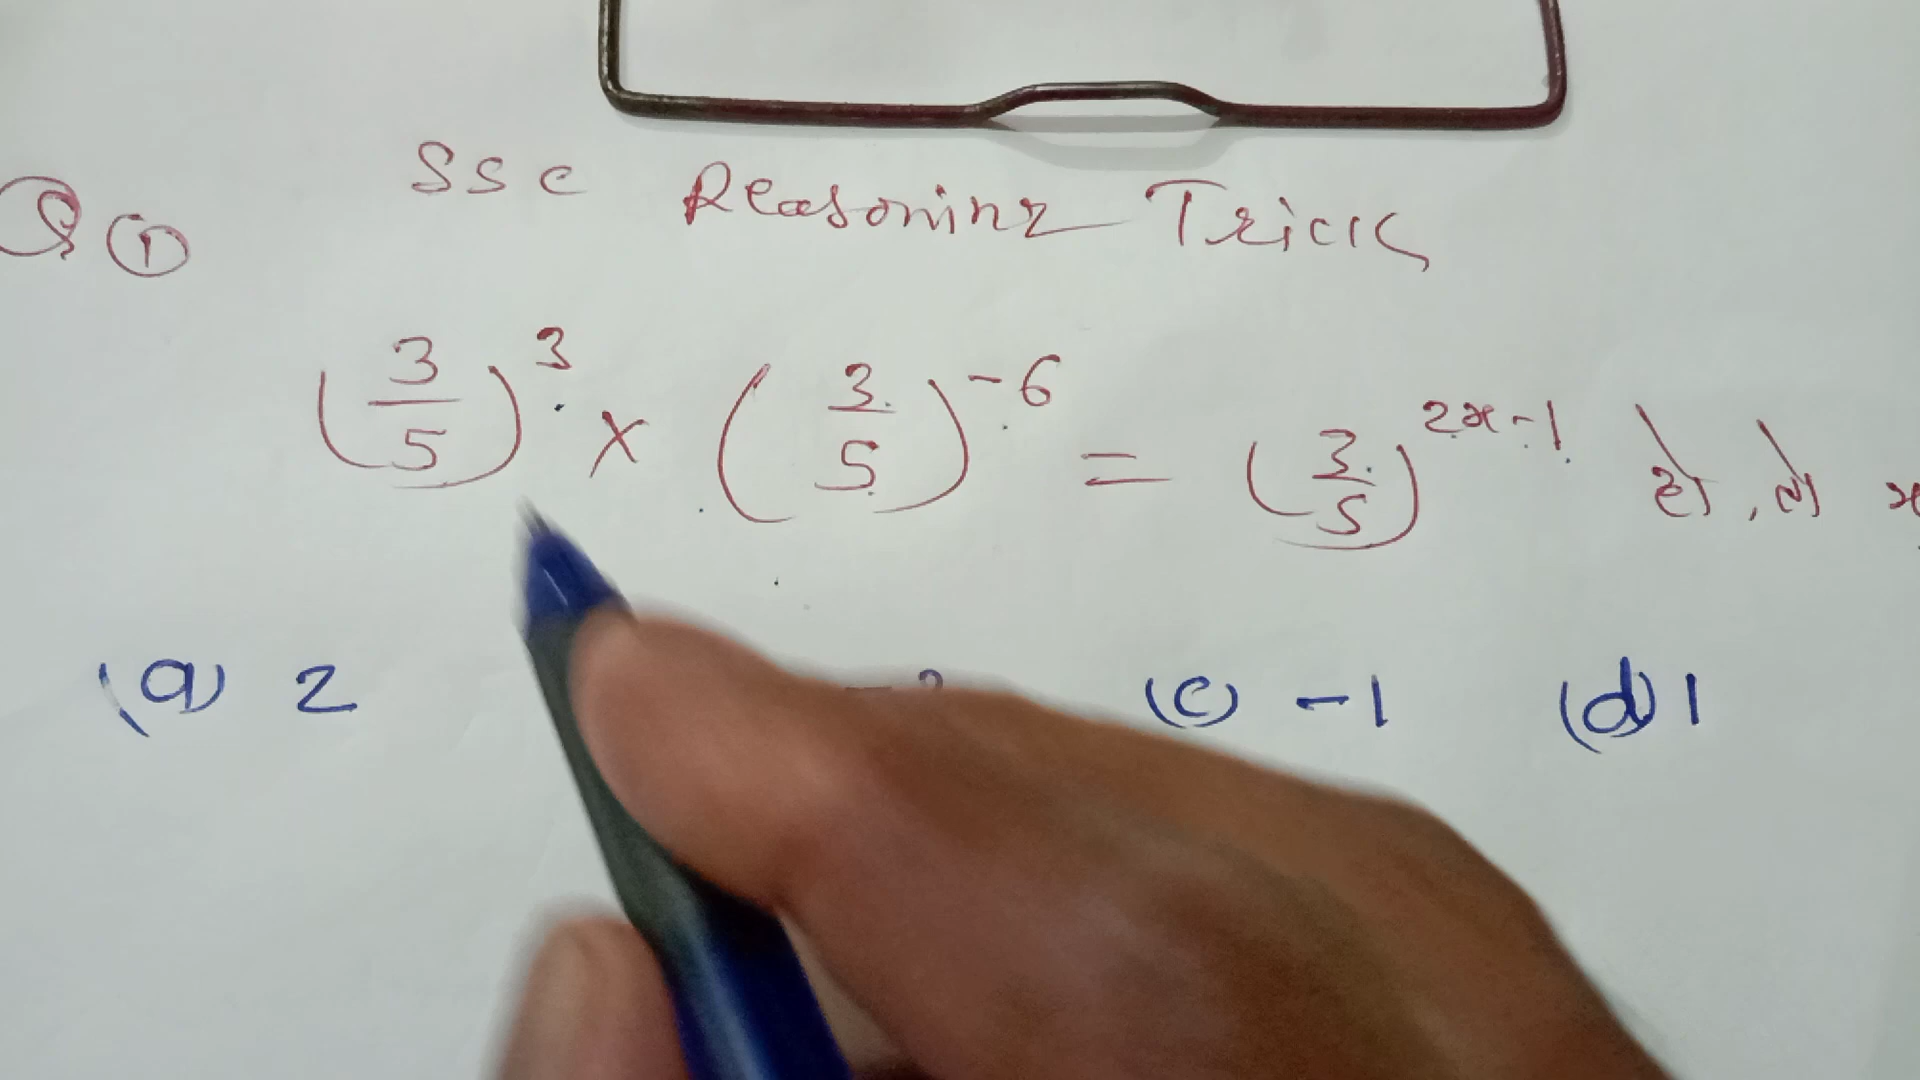 SSC Reasoning Trick
Q ①
(3/5)^3 × (3/5)^-6 = (3/5)^2x-1 हो, तो x
(a) 2 (c) -1 (d) 1